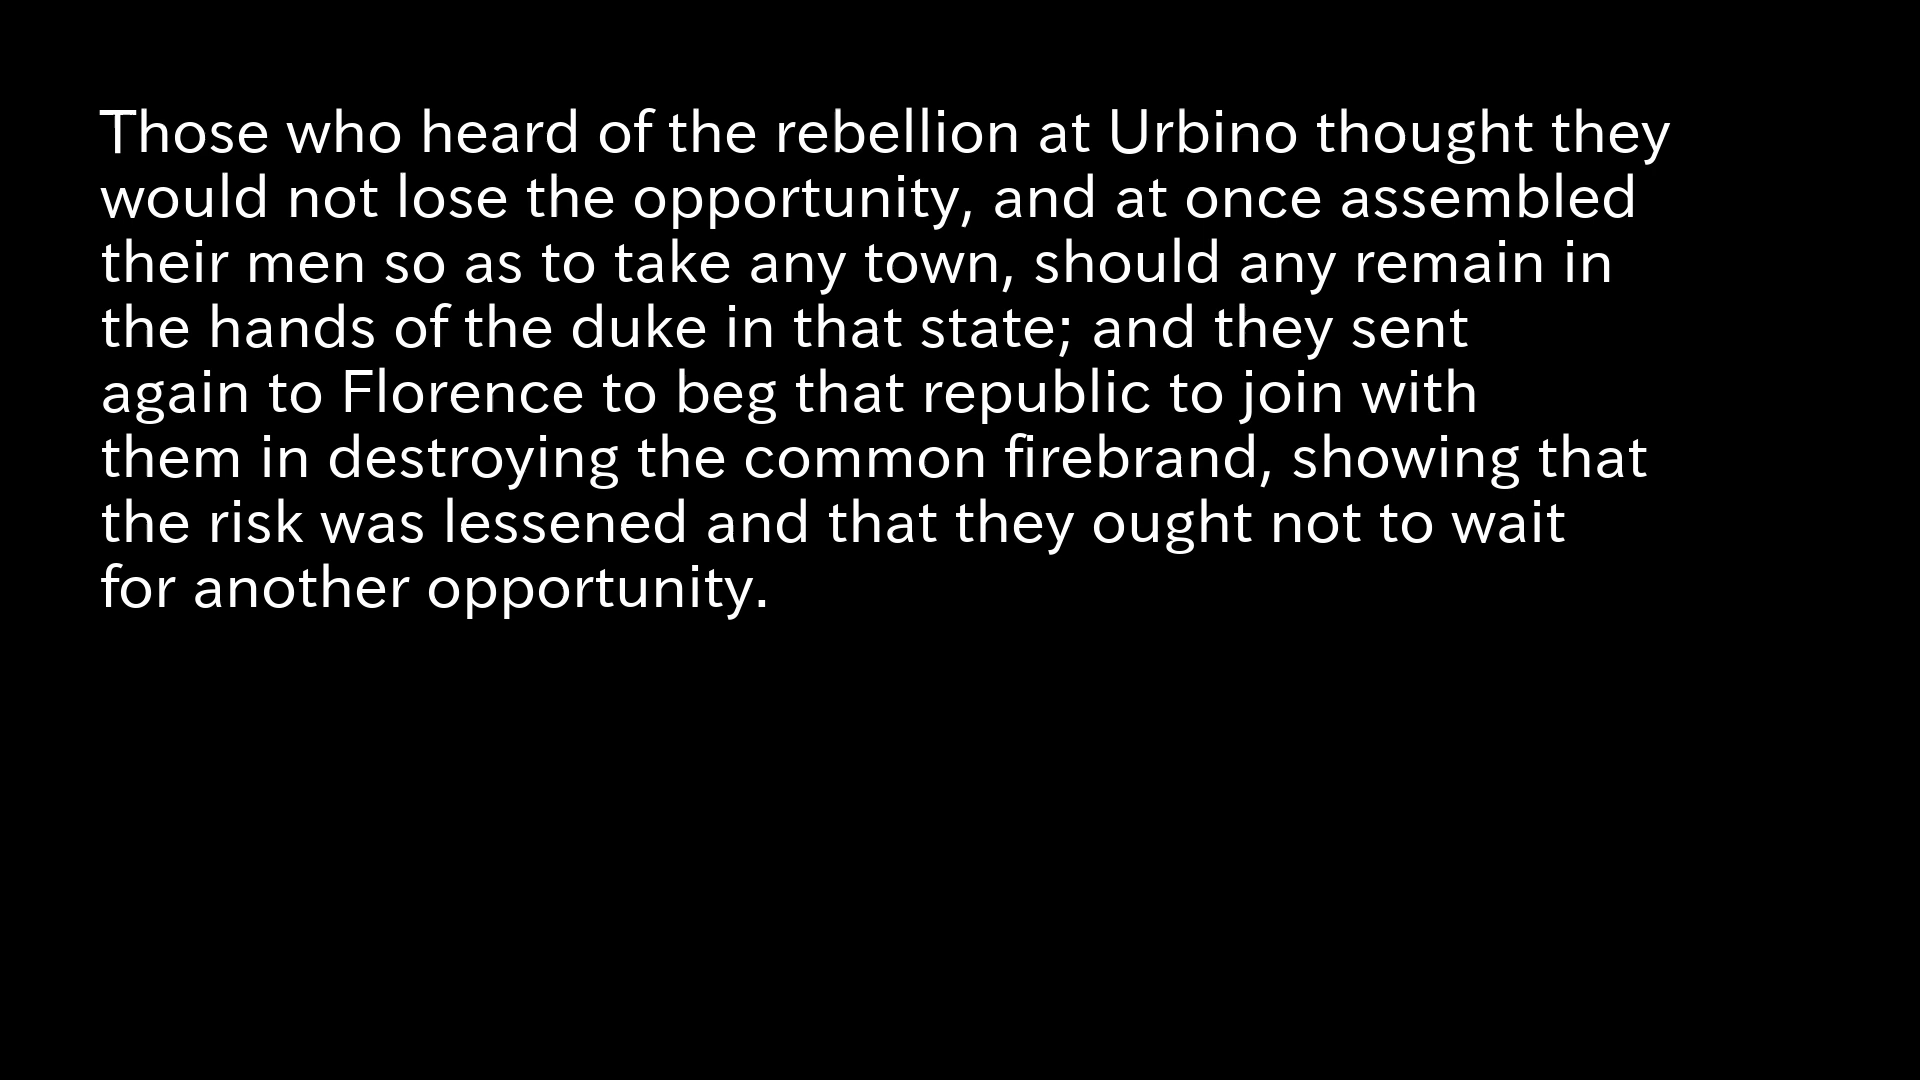 Those who heard of the rebellion at Urbino thought they
would not lose the opportunity, and at once assembled
their men so as to take any town, should any remain in
the hands of the duke in that state; and they sent
again to Florence to beg that republic to join with
them in destroying the common firebrand, showing that
the risk was lessened and that they ought not to wait
for another opportunity.